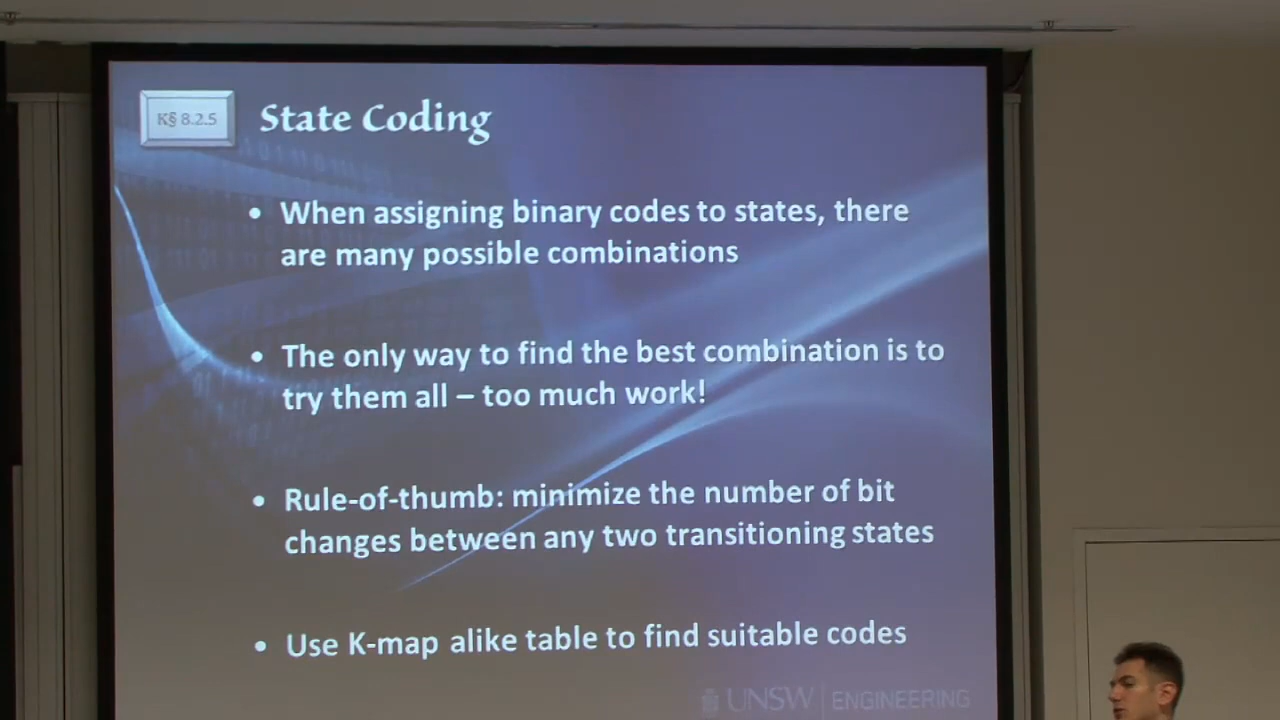 K§ 8.2.5
State Coding
• When assigning binary codes to states, there
are many possible combinations
• The only way to find the best combination is to
try them all – too much work!
• Rule-of-thumb: minimize the number of bit
changes between any two transitioning states
• Use K-map alike table to find suitable codes
UNSW | ENGINEERING